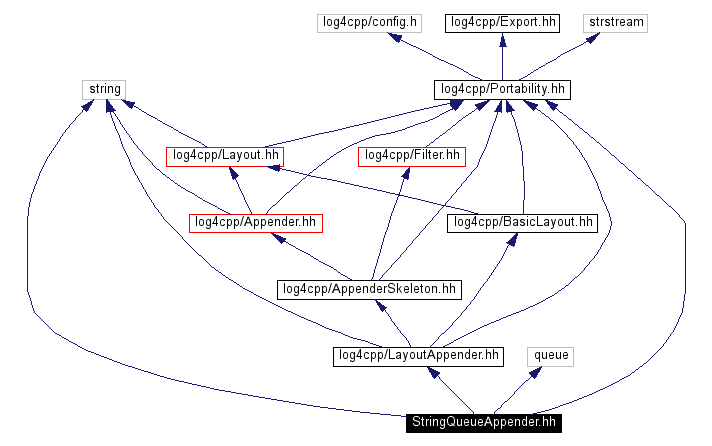 log4cpp/config.h
log4cpp/Export.hh
strstream
string
log4cpp/Portability.hh
log4cpp/Layout.hh
log4cpp/Filter.hh
log4cpp/Appender.hh
log4cpp/BasicLayout.hh
log4cpp/AppenderSkeleton.hh
log4cpp/LayoutAppender.hh
queue
StringQueueAppender.hh